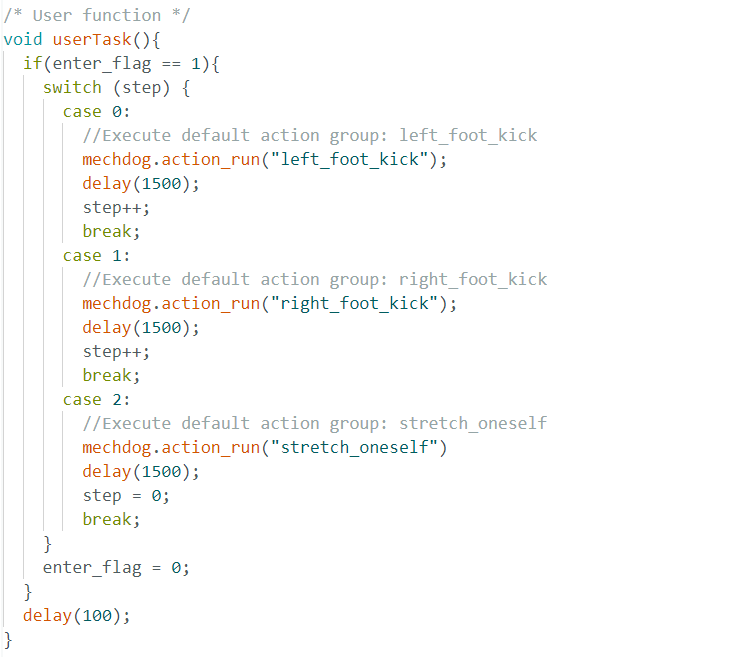 /* User function */
void userTask(){
  if(enter_flag == 1){
    switch (step) {
      case 0:
        //Execute default action group: left_foot_kick
        mechdog.action_run("left_foot_kick");
        delay(1500);
        step++;
        break;
      case 1:
        //Execute default action group: right_foot_kick
        mechdog.action_run("right_foot_kick");
        delay(1500);
        step++;
        break;
      case 2:
        //Execute default action group: stretch_oneself
        mechdog.action_run("stretch_oneself")
        delay(1500);
        step = 0;
        break;
    }
    enter_flag = 0;
  }
  delay(100);
}